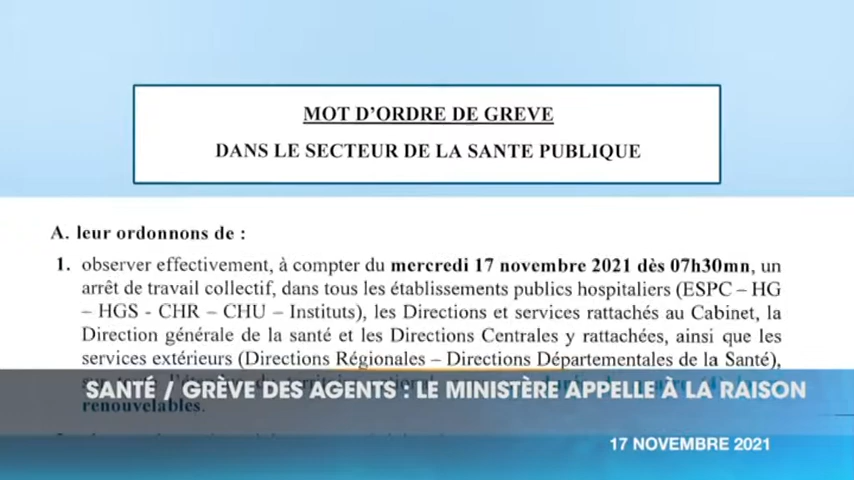 MOT D'ORDRE DE GREVE
DANS LE SECTEUR DE LA SANTE PUBLIQUE
A. leur ordonnons de :
1. observer effectivement, à compter du mercredi 17 novembre 2021 dès 07h30mn, un
arrêt de travail collectif, dans tous les établissements publics hospitaliers (ESPC – HG
– HGS - CHR – CHU – Instituts), les Directions et services rattachés au Cabinet, la
Direction générale de la santé et les Directions Centrales y rattachées, ainsi que les
services extérieurs (Directions Régionales – Directions Départementales de la Santé),
renouvelables.
SANTÉ / GRÈVE DES AGENTS : LE MINISTÈRE APPELLE À LA RAISON
17 NOVEMBRE 2021